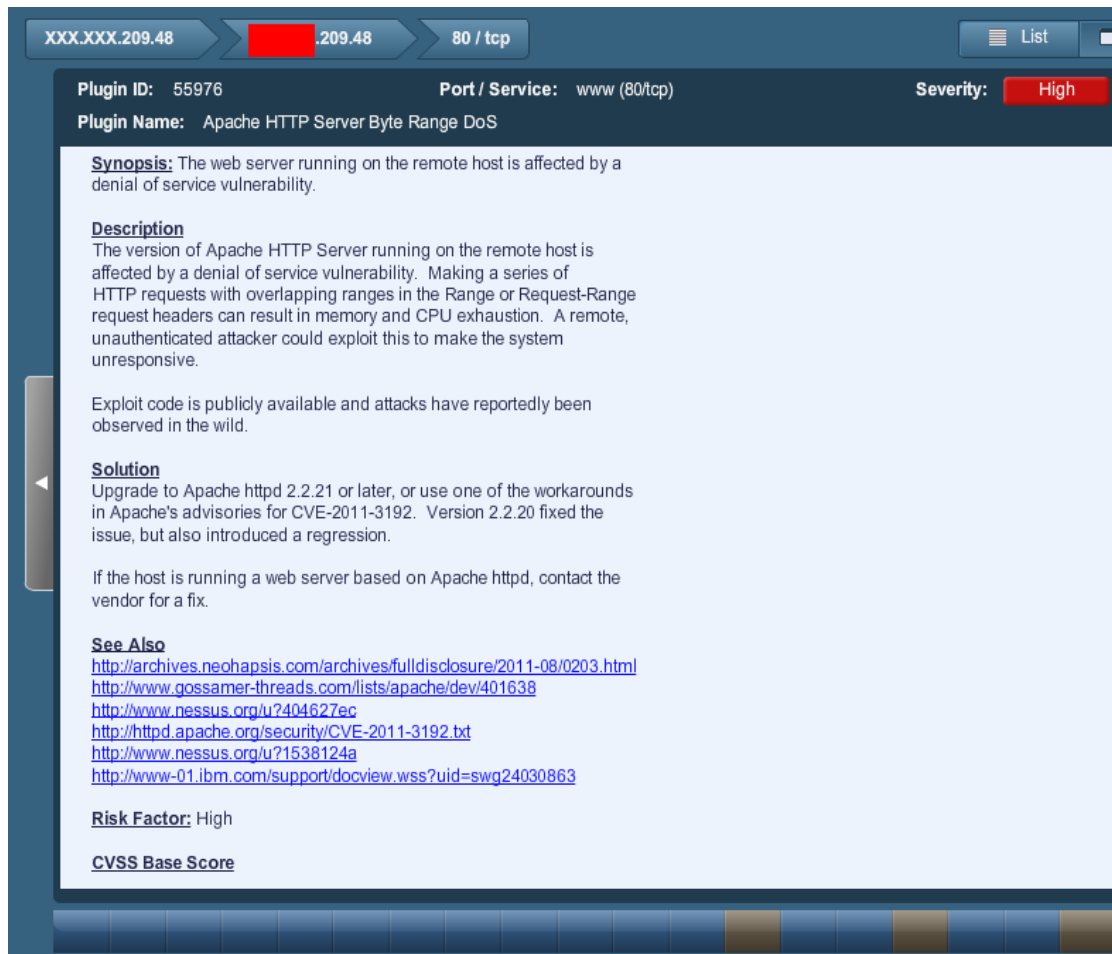 XXX.XXX.209.48
.209.48
80 / tcp
List
Plugin ID: 55976
Port / Service: www (80/tcp)
Severity: High
Plugin Name: Apache HTTP Server Byte Range DoS
Synopsis: The web server running on the remote host is affected by a
denial of service vulnerability.
Description
The version of Apache HTTP Server running on the remote host is
affected by a denial of service vulnerability. Making a series of
HTTP requests with overlapping ranges in the Range or Request-Range
request headers can result in memory and CPU exhaustion. A remote,
unauthenticated attacker could exploit this to make the system
unresponsive.
Exploit code is publicly available and attacks have reportedly been
observed in the wild.
Solution
Upgrade to Apache httpd 2.2.21 or later, or use one of the workarounds
in Apache's advisories for CVE-2011-3192. Version 2.2.20 fixed the
issue, but also introduced a regression.
If the host is running a web server based on Apache httpd, contact the
vendor for a fix.
See Also
http://archives.neohapsis.com/archives/fulldisclosure/2011-08/0203.html
http://www.gossamer-threads.com/lists/apache/dev/401638
http://www.nessus.org/u?404627ec
http://httpd.apache.org/security/CVE-2011-3192.txt
http://www.nessus.org/u?1538124a
http://www-01.ibm.com/support/docview.wss?uid=swg24030863
Risk Factor: High
CVSS Base Score